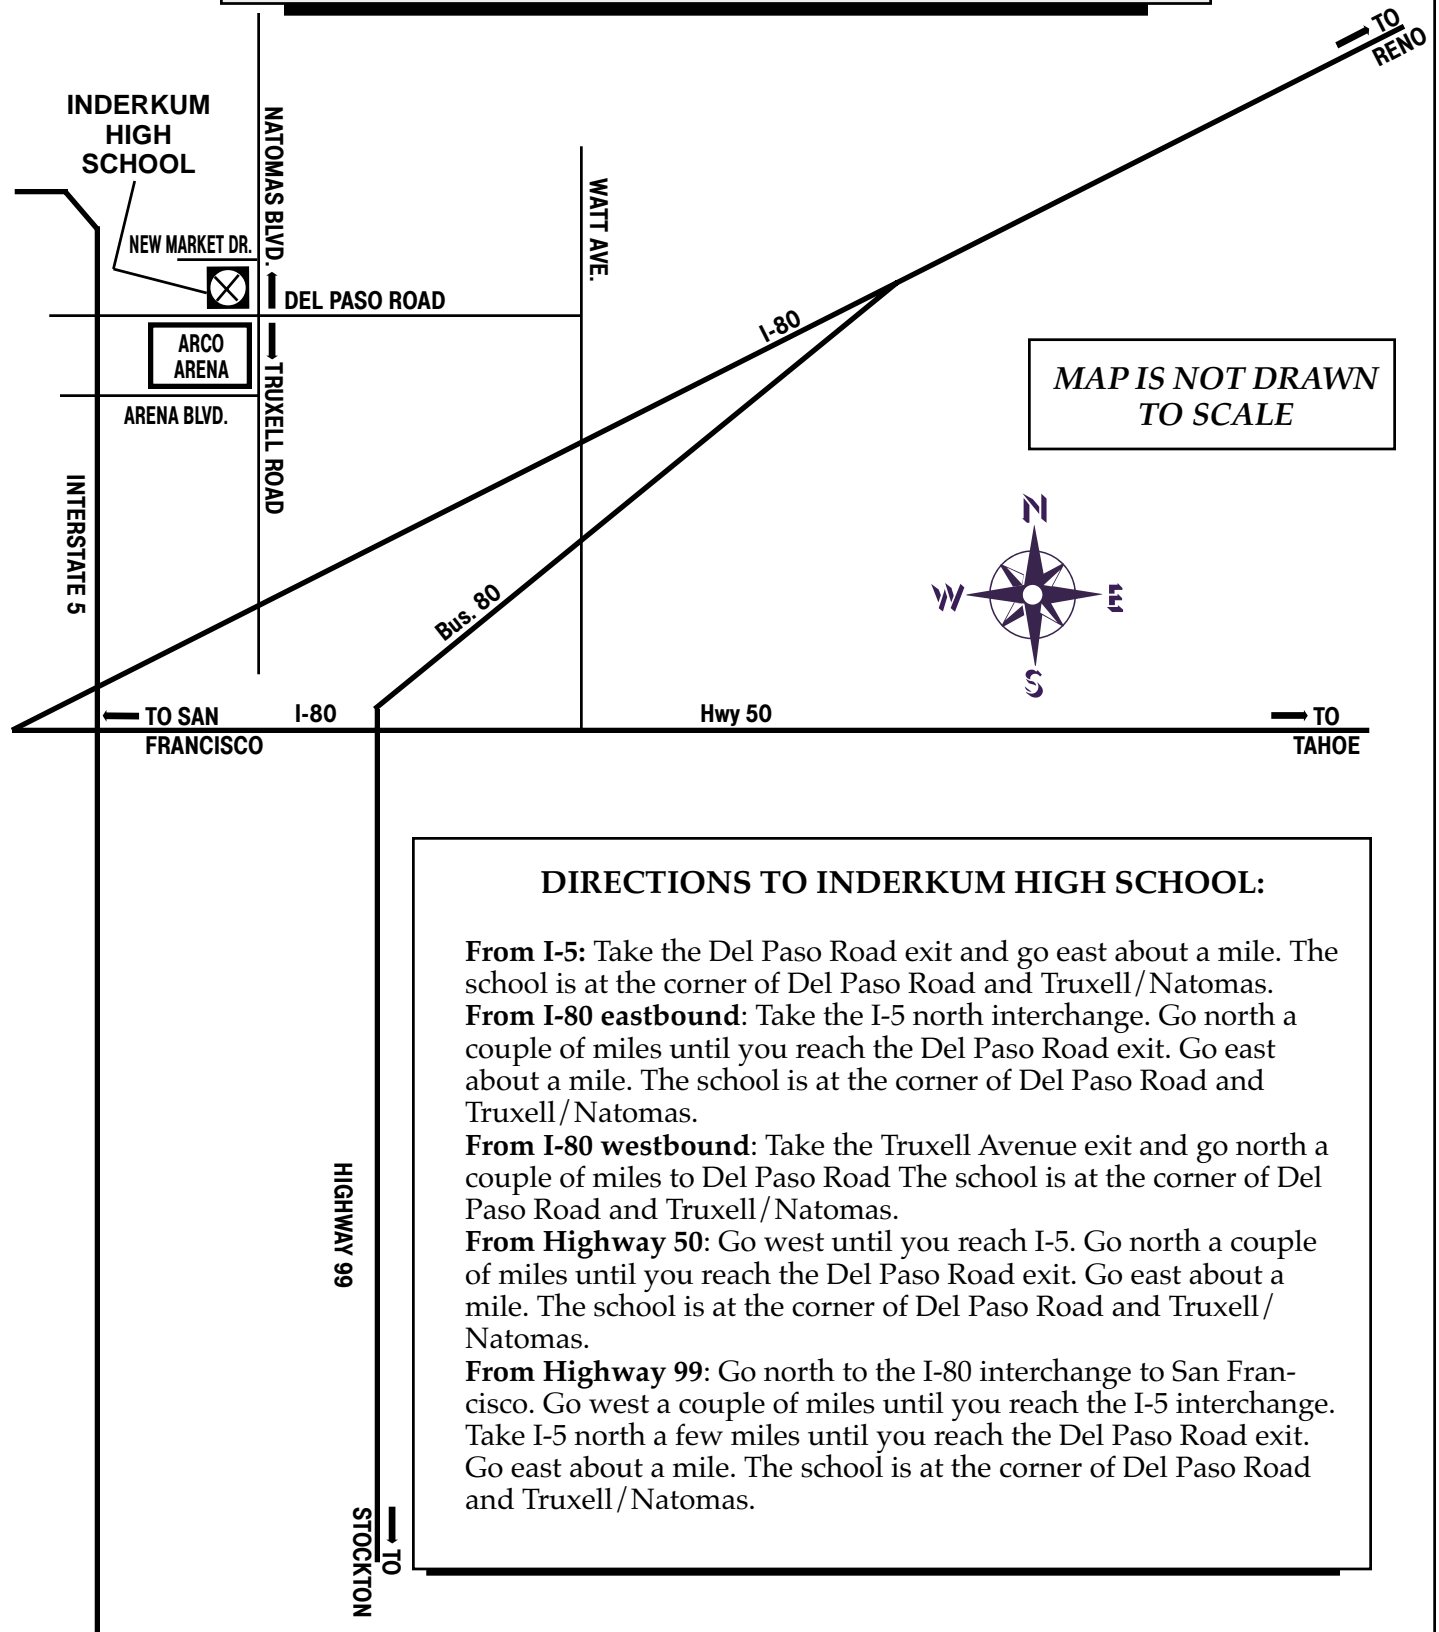 TO
RENO
INDERKUM
HIGH
SCHOOL
NATOMAS BLVD.
WATT AVE.
NEW MARKET DR.
DEL PASO ROAD
I-80
ARCO
ARENA
TRUXELL ROAD
MAP IS NOT DRAWN
TO SCALE
ARENA BLVD.
INTERSTATE 5
N
W
E
S
Bus. 80
TO SAN
FRANCISCO
I-80
Hwy 50
TO
TAHOE
DIRECTIONS TO INDERKUM HIGH SCHOOL:
From I-5: Take the Del Paso Road exit and go east about a mile. The
school is at the corner of Del Paso Road and Truxell/Natomas.
From I-80 eastbound: Take the I-5 north interchange. Go north a
couple of miles until you reach the Del Paso Road exit. Go east
about a mile. The school is at the corner of Del Paso Road and
Truxell/Natomas.
From I-80 westbound: Take the Truxell Avenue exit and go north a
couple of miles to Del Paso Road The school is at the corner of Del
Paso Road and Truxell/Natomas.
From Highway 50: Go west until you reach I-5. Go north a couple
of miles until you reach the Del Paso Road exit. Go east about a
mile. The school is at the corner of Del Paso Road and Truxell/
Natomas.
From Highway 99: Go north to the I-80 interchange to San Fran-
cisco. Go west a couple of miles until you reach the I-5 interchange.
Take I-5 north a few miles until you reach the Del Paso Road exit.
Go east about a mile. The school is at the corner of Del Paso Road
and Truxell/Natomas.
HIGHWAY 99
TO
STOCKTON